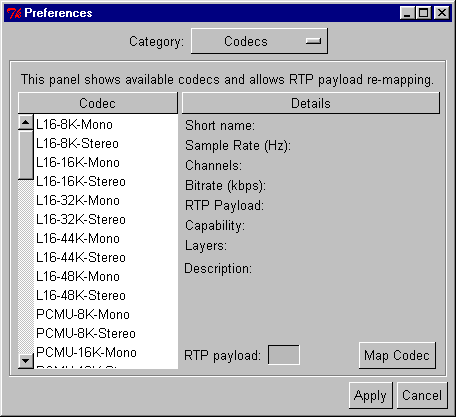 Preferences
Category: Codecs
This panel shows available codecs and allows RTP payload re-mapping.
Codec
Details
L16-8K-Mono
L16-8K-Stereo
L16-16K-Mono
L16-16K-Stereo
L16-32K-Mono
L16-32K-Stereo
L16-44K-Mono
L16-44K-Stereo
L16-48K-Mono
L16-48K-Stereo
PCMU-8K-Mono
PCMU-8K-Stereo
PCMU-16K-Mono
Short name:
Sample Rate (Hz):
Channels:
Bitrate (kbps):
RTP Payload:
Capability:
Layers:
Description:
RTP payload:
Map Codec
Apply
Cancel